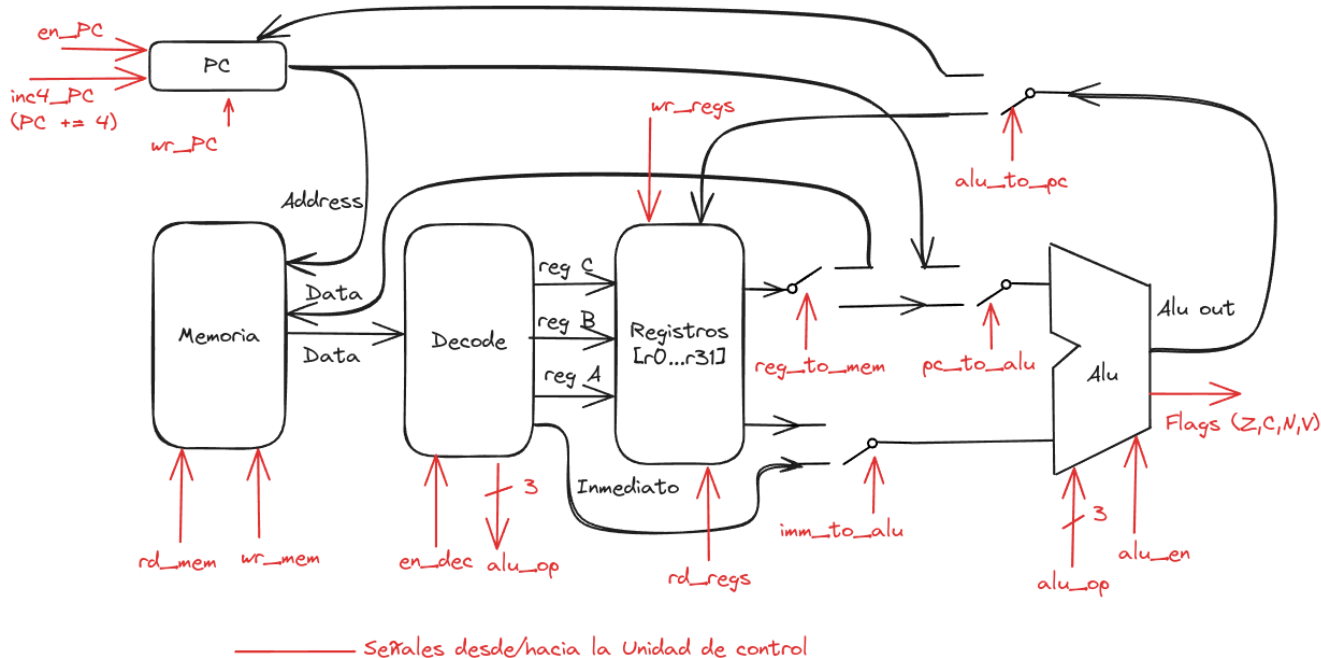 en_PC
PC
inc4_PC
(PC += 4)
wr_PC
wr_regs
alu_to_pc
Address
Data
Memoria
Data
Decode
reg C
reg B
reg A
Registros
[r0...r31]
reg_to_mem
pc_to_alu
Alu out
Alu
Flags (Z,C,N,V)
Inmediato
3
imm_to_alu
3
rd_mem
wr_mem
en_dec
alu_op
rd_regs
alu_op
alu_en
Señales desde/hacia la Unidad de control